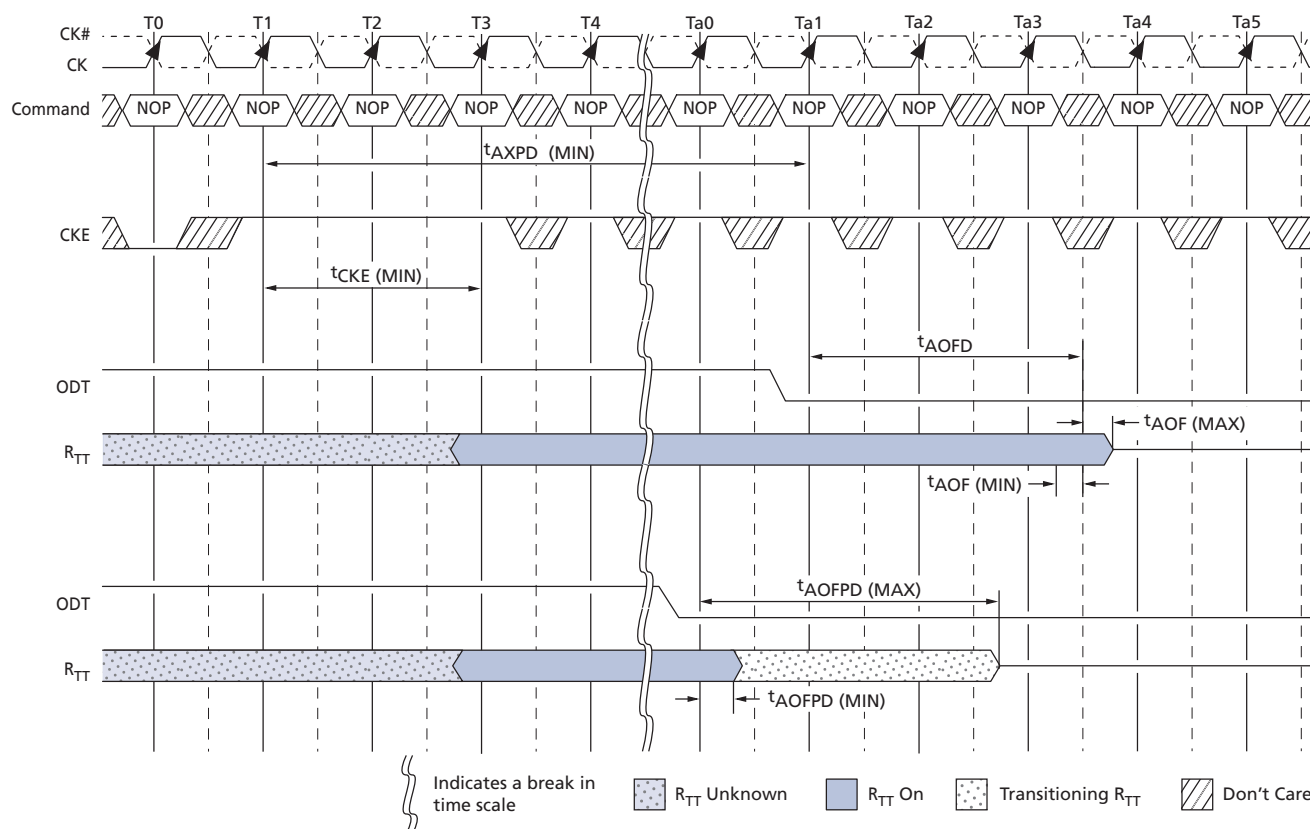 T0 T1 T2 T3 T4 Ta0 Ta1 Ta2 Ta3 Ta4 Ta5
CK#
CK
Command NOP NOP NOP NOP NOP NOP NOP NOP NOP NOP NOP
tAXPD (MIN)
CKE
tCKE (MIN)
tAOFD
ODT
tAOF (MAX)
RTT
tAOF (MIN)
tAOFPD (MAX)
ODT
RTT
tAOFPD (MIN)
Indicates a break in
time scale
RTT Unknown
RTT On
Transitioning RTT
Don't Care